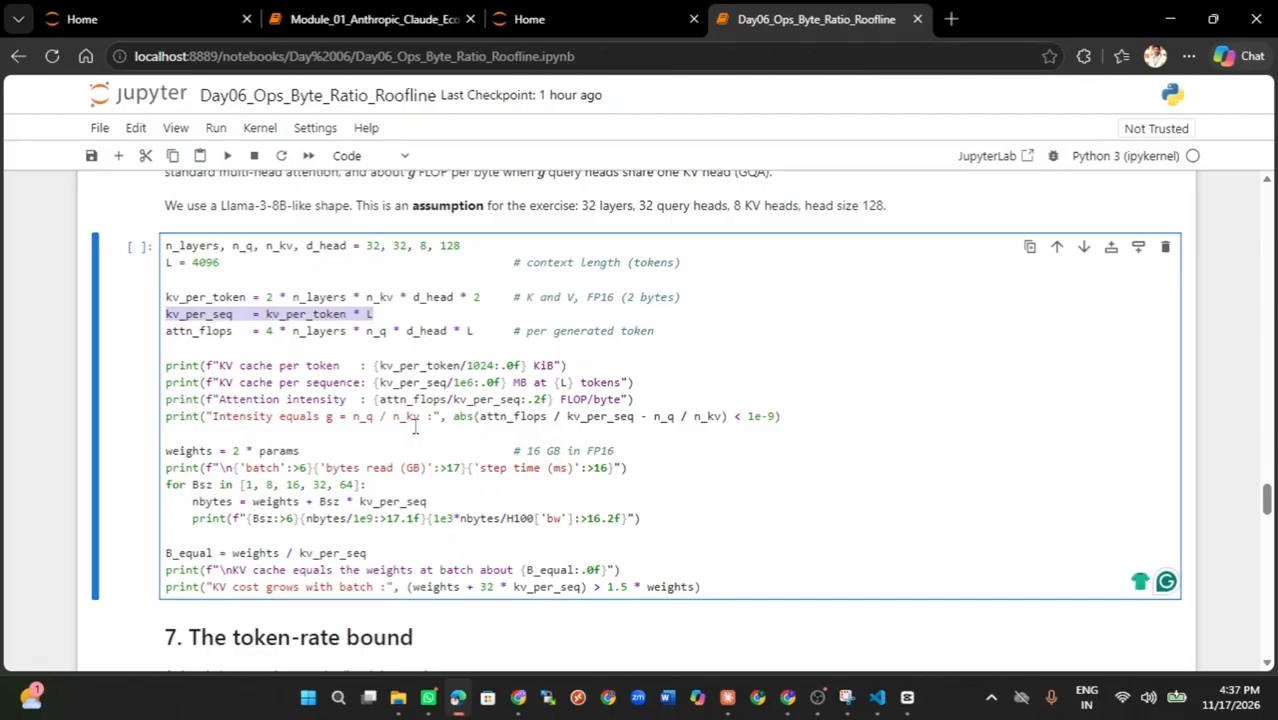 Home
Module_01_Anthropic_Claude_Eco
Home
Day06_Ops_Byte_Ratio_Roofline
localhost:8889/notebooks/Day%2006/Day06_Ops_Byte_Ratio_Roofline.ipynb
Chat
jupyter Day06_Ops_Byte_Ratio_Roofline Last Checkpoint: 1 hour ago
File Edit View Run Kernel Settings Help
Not Trusted
Code
JupyterLab
Python 3 (ipykernel)
standard multi-head attention, and about g FLOP per byte when g query heads share one KV head (GQA).
We use a Llama-3-8B-like shape. This is an assumption for the exercise: 32 layers, 32 query heads, 8 KV heads, head size 128.
[ ]:
n_layers, n_q, n_kv, d_head = 32, 32, 8, 128
L = 4096 # context length (tokens)
kv_per_token = 2 * n_layers * n_kv * d_head * 2 # K and V, FP16 (2 bytes)
kv_per_seq = kv_per_token * L
attn_flops = 4 * n_layers * n_q * d_head * L # per generated token
print(f"KV cache per token : {kv_per_token/1024:.0f} KiB")
print(f"KV cache per sequence: {kv_per_seq/1e6:.0f} MB at {L} tokens")
print(f"Attention intensity : {attn_flops/kv_per_seq:.2f} FLOP/byte")
print("Intensity equals g = n_q / n_kv :", abs(attn_flops / kv_per_seq - n_q / n_kv) < 1e-9)
weights = 2 * params # 16 GB in FP16
print(f"\n{'batch':>6}{'bytes read (GB)':>17}{'step time (ms)':>16}")
for Bsz in [1, 8, 16, 32, 64]:
nbytes = weights + Bsz * kv_per_seq
print(f"{Bsz:>6}{nbytes/1e9:>17.1f}{1e3*nbytes/H100['bw']:>16.2f}")
B_equal = weights / kv_per_seq
print(f"\nKV cache equals the weights at batch about {B_equal:.0f}")
print("KV cost grows with batch :", (weights + 32 * kv_per_seq) > 1.5 * weights)
7. The token-rate bound
1
ENG
IN
4:37 PM
11/17/2026